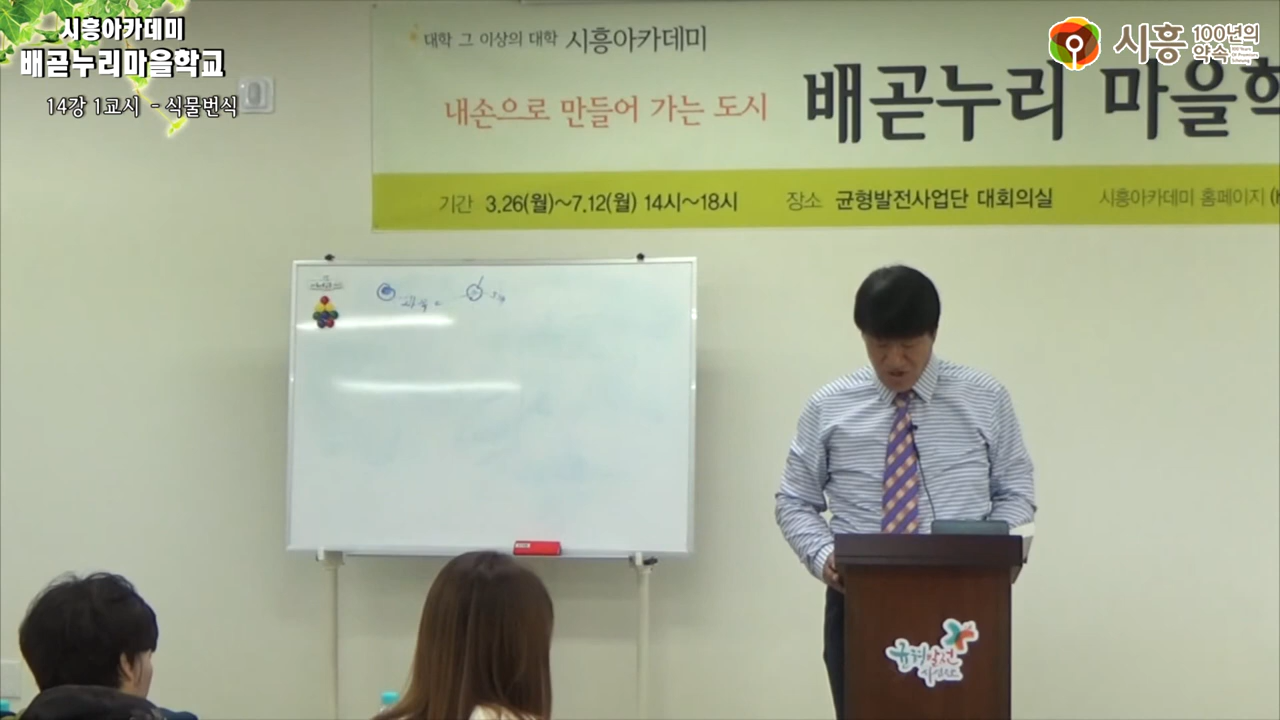 시흥아카데미
배곧누리마을학교
14강 1교시 - 식물번식
대학 그 이상의 대학 시흥아카데미
내손으로 만들어 가는 도시
배곧누리 마을학
기간 3.26(월)~7.12(월) 14시~18시 장소 균형발전사업단 대회의실 시흥아카데미 홈페이지
시흥 100년의 약속
균형발전